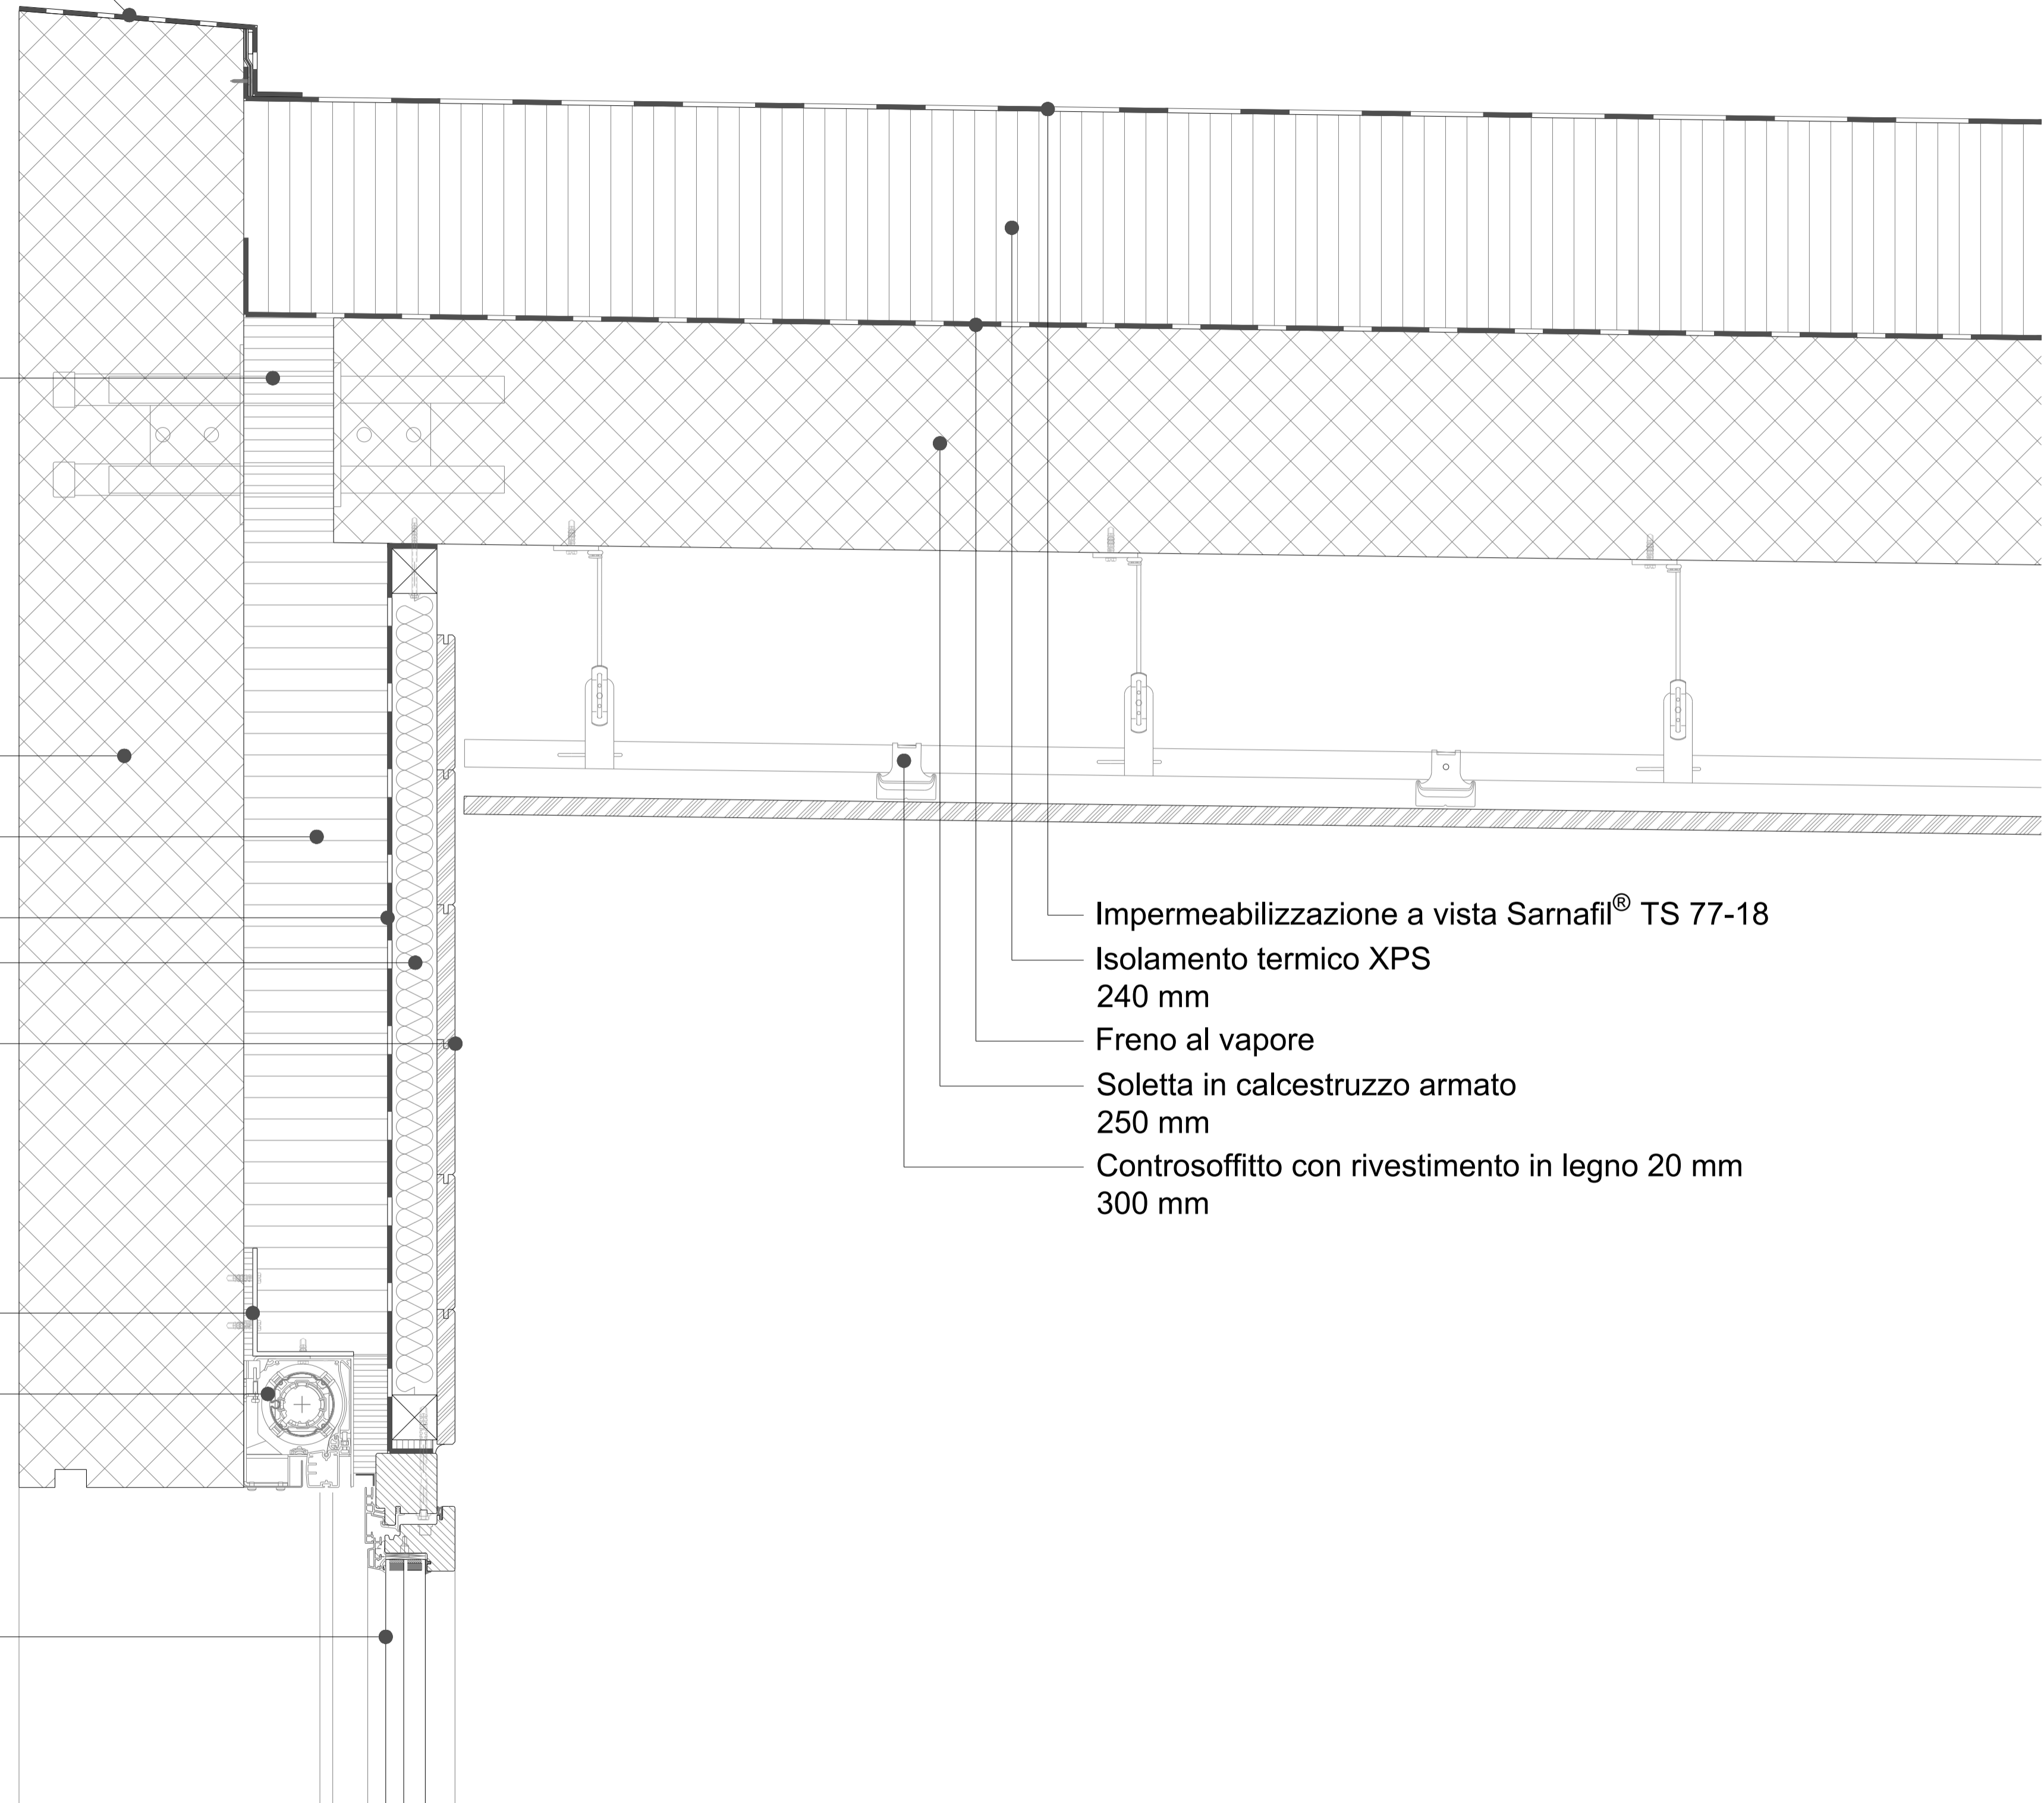 Impermeabilizzazione a vista Sarnafil® TS 77-18
Isolamento termico XPS
240 mm
Freno al vapore
Soletta in calcestruzzo armato
250 mm
Controsoffitto con rivestimento in legno 20 mm
300 mm